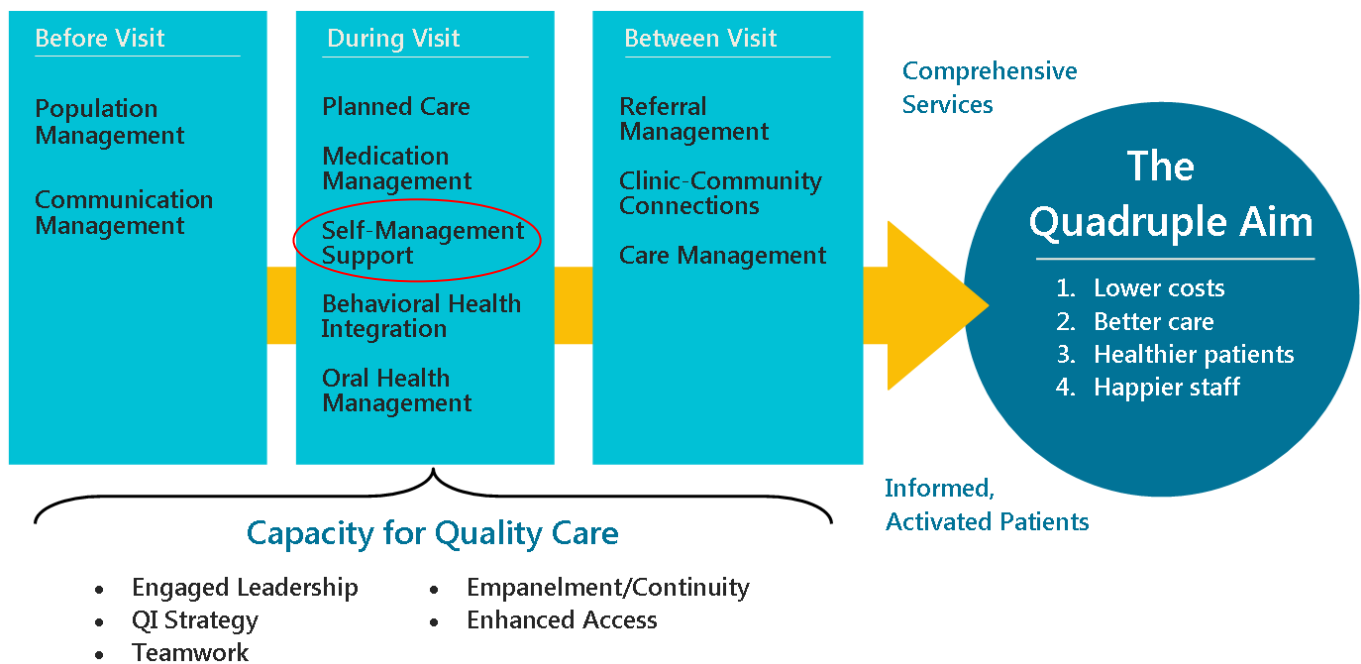 Before Visit
Population
Management
Communication
Management
During Visit
Planned Care
Medication
Management
Self-Management
Support
Behavioral Health
Integration
Oral Health
Management
Between Visit
Referral
Management
Clinic-Community
Connections
Care Management
Comprehensive
Services
The
Quadruple Aim
1. Lower costs
2. Better care
3. Healthier patients
4. Happier staff
Informed,
Activated Patients
Capacity for Quality Care
• Engaged Leadership
• QI Strategy
• Teamwork
• Empanelment/Continuity
• Enhanced Access